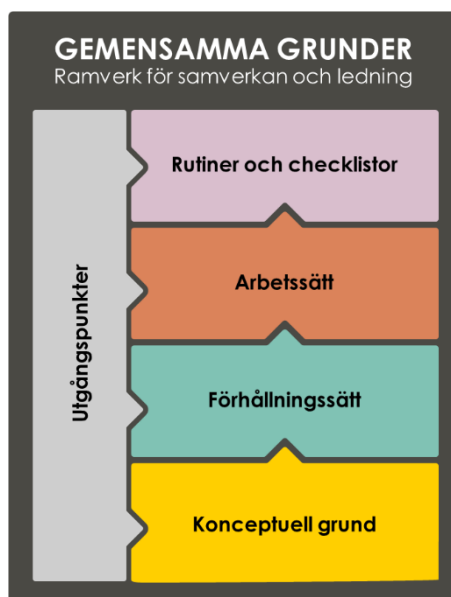 GEMENSAMMA GRUNDER
Ramverk för samverkan och ledning
Utgångspunkter
Rutiner och checklistor
Arbetssätt
Förhållningssätt
Konceptuell grund